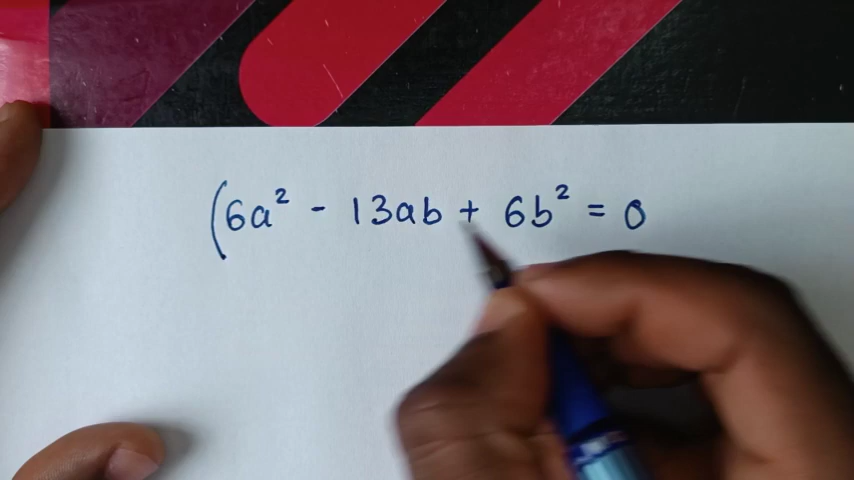 (6a² - 13ab + 6b² = 0